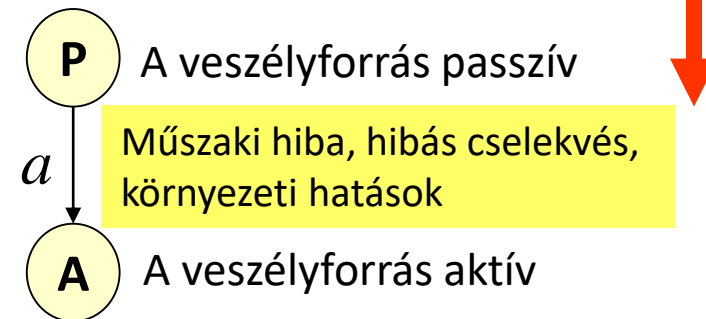 P A veszélyforrás passzív
a Műszaki hiba, hibás cselekvés,
környezeti hatások
A A veszélyforrás aktív